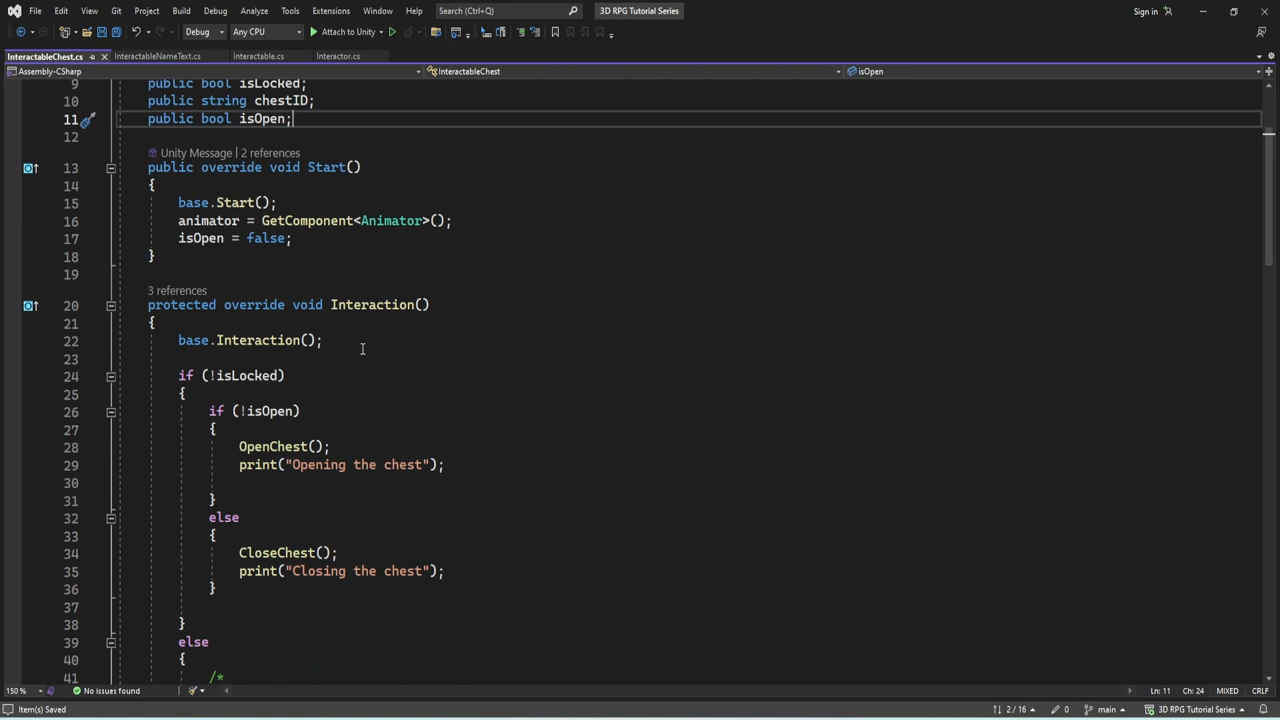 File Edit View Git Project Build Debug Test Analyze Tools Extensions Window Help Search (Ctrl+Q) 3D RPG Tutorial Series Sign in
Debug Any CPU Attach to Unity
InteractableChest.cs InteractableNameText.cs Interactable.cs Interactor.cs
Assembly-CSharp InteractableChest isOpen
9 public bool isLocked;
10 public string chestID;
11 public bool isOpen;
12
Unity Message | 2 references
13 public override void Start()
14 {
15 base.Start();
16 animator = GetComponent<Animator>();
17 isOpen = false;
18 }
19
3 references
20 protected override void Interaction()
21 {
22 base.Interaction();
23
24 if (!isLocked)
25 {
26 if (!isOpen)
27 {
28 OpenChest();
29 print("Opening the chest");
30
31 }
32 else
33 {
34 CloseChest();
35 print("Closing the chest");
36 }
37
38 }
39 else
40 {
41 /*
150 % No issues found Ln: 11 Ch: 24 MIXED CRLF
Item(s) Saved 2 / 16 0 main 3D RPG Tutorial Series